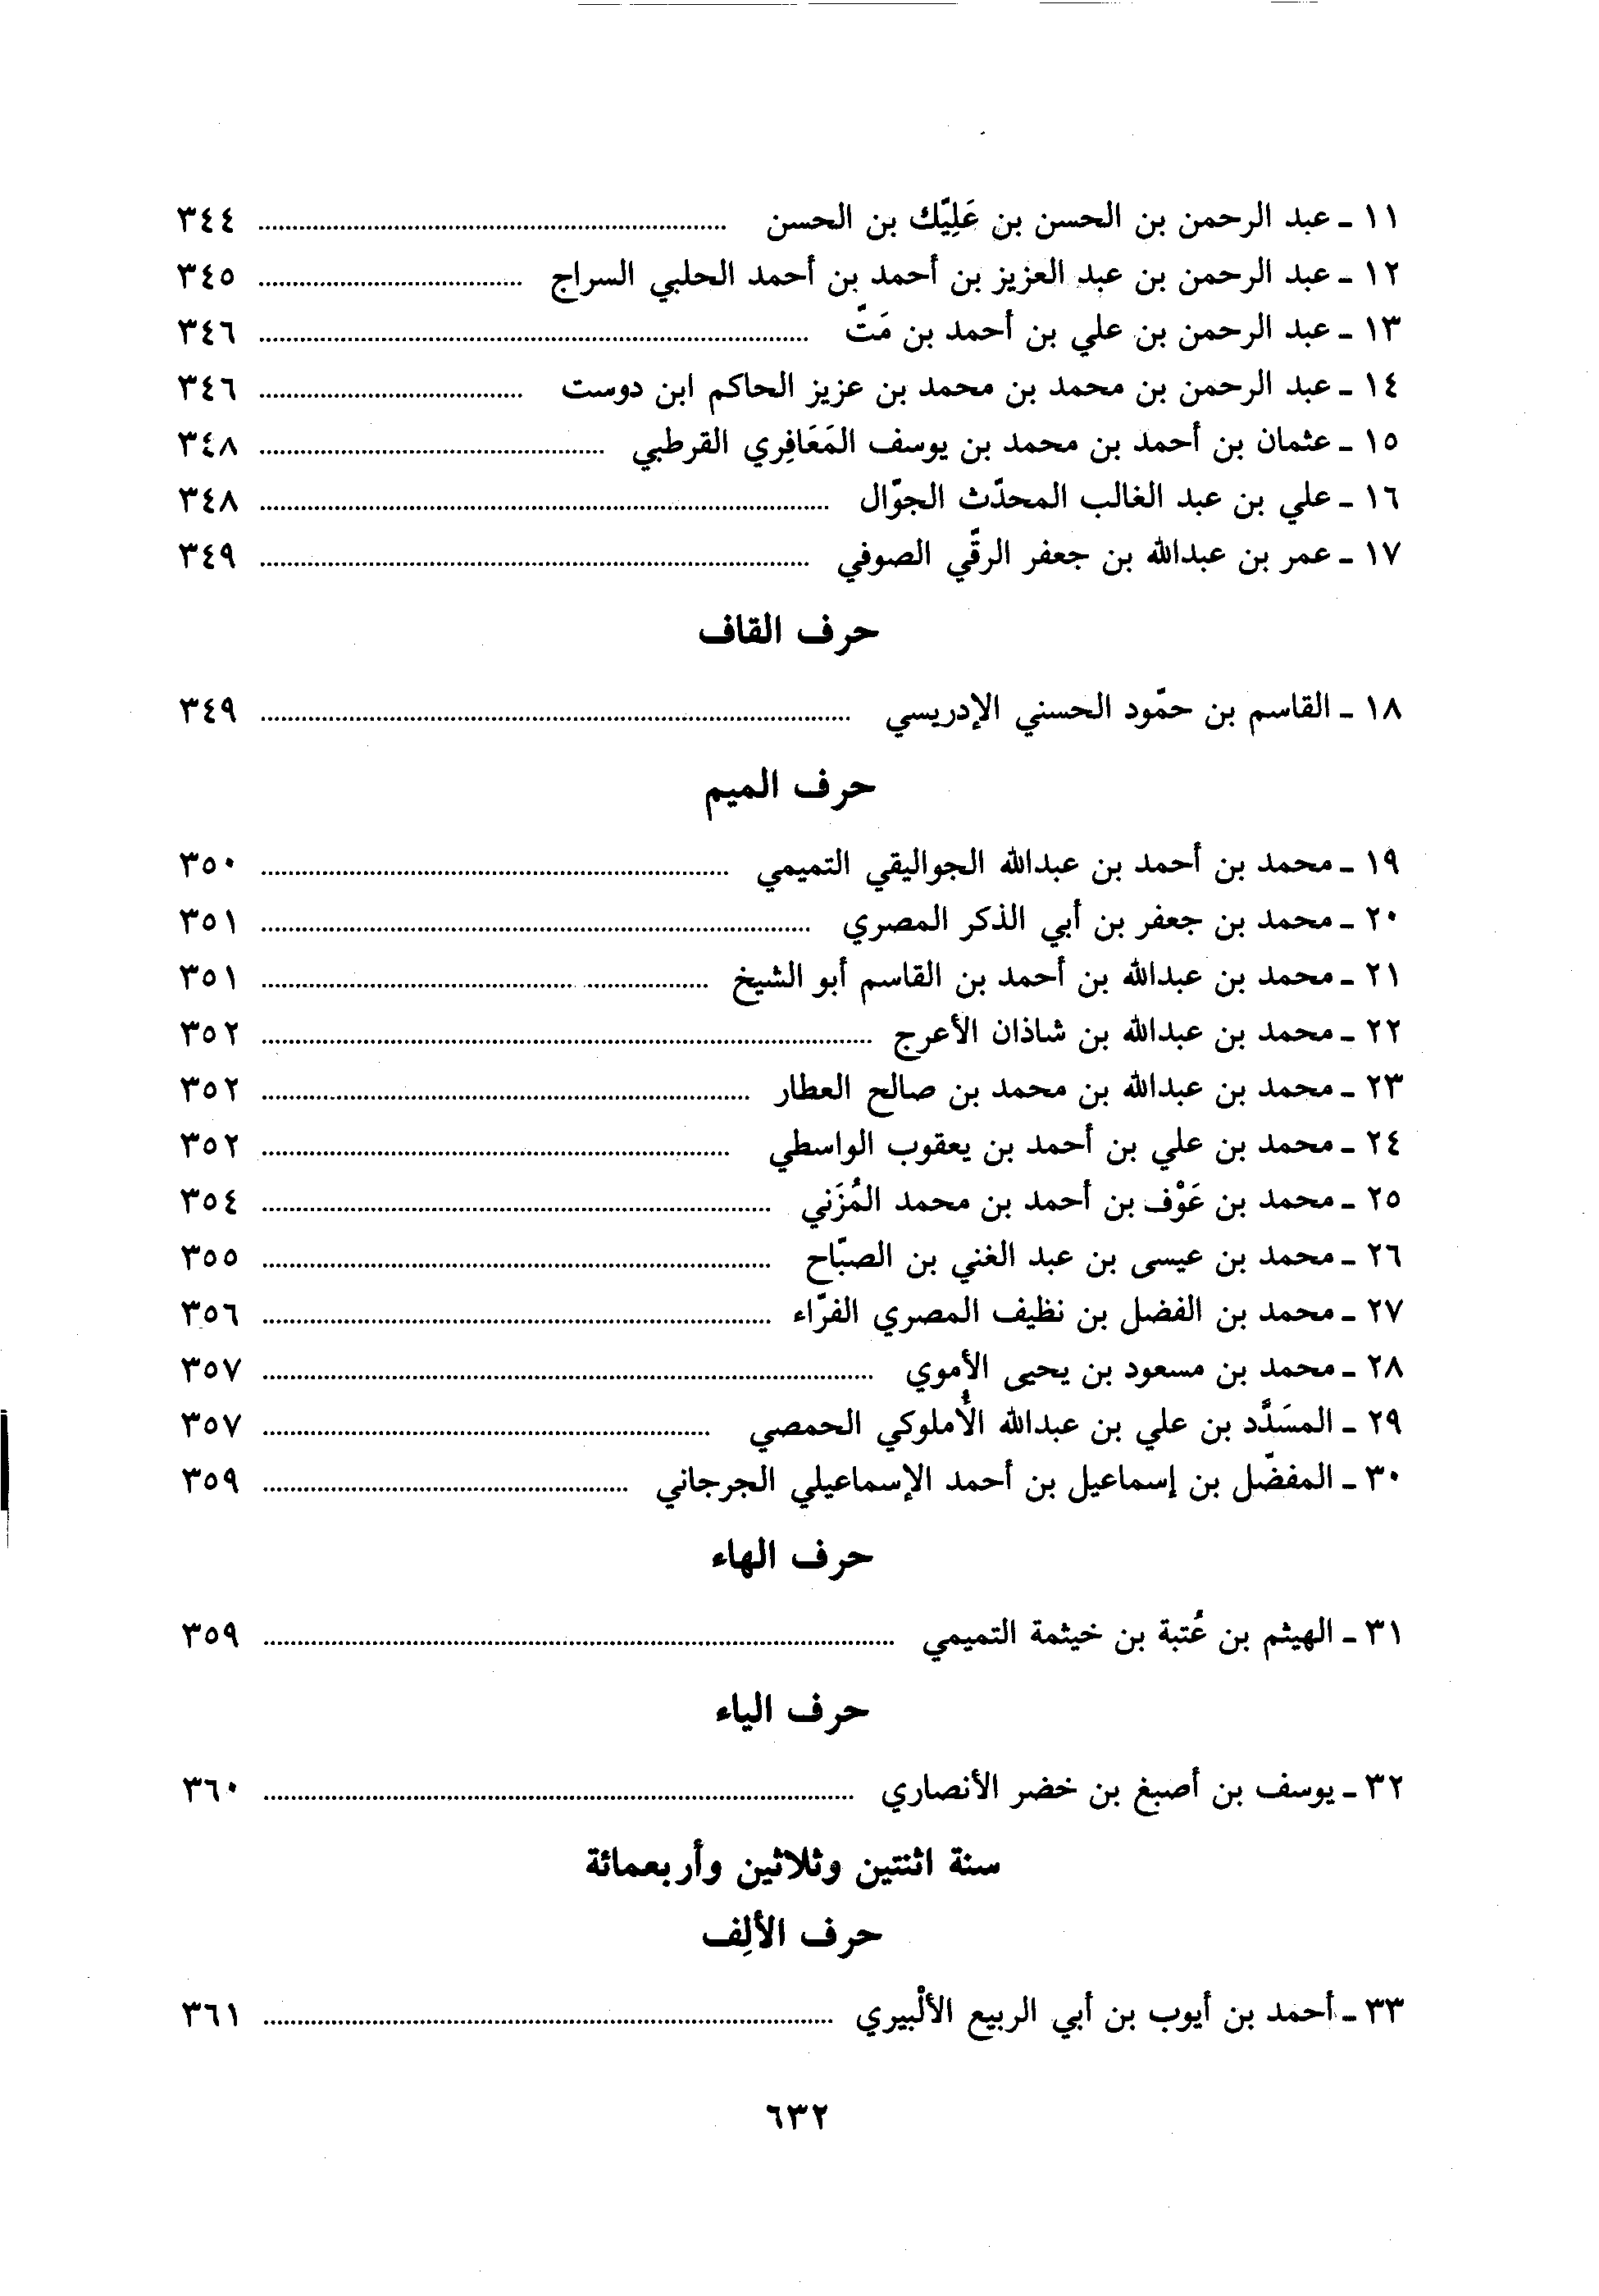 ١١ - عبد الرحمن بن الحسن بن عَلِيَّك بن الحسن ................ ٣٤٤
١٢ - عبد الرحمن بن عبد العزيز بن أحمد بن أحمد الحلبي السراج ................ ٣٤٥
١٣ - عبد الرحمن بن علي بن أحمد بن مَتّ ................ ٣٤٦
١٤ - عبد الرحمن بن محمد بن محمد بن عزيز الحاكم ابن دوست ................ ٣٤٦
١٥ - عثمان بن أحمد بن محمد بن يوسف المَعَافِري القرطبي ................ ٣٤٨
١٦ - علي بن عبد الغالب المحدّث الجوّال ................ ٣٤٨
١٧ - عمر بن عبدالله بن جعفر الرقّي الصوفي ................ ٣٤٩
حرف القاف
١٨ - القاسم بن حمّود الحسني الإدريسي ................ ٣٤٩
حرف الميم
١٩ - محمد بن أحمد بن عبدالله الجواليقي التميمي ................ ٣٥٠
٢٠ - محمد بن جعفر بن أبي الذكر المصري ................ ٣٥١
٢١ - محمد بن عبدالله بن أحمد بن القاسم أبو الشيخ ................ ٣٥١
٢٢ - محمد بن عبدالله بن شاذان الأعرج ................ ٣٥٢
٢٣ - محمد بن عبدالله بن محمد بن صالح العطار ................ ٣٥٢
٢٤ - محمد بن علي بن أحمد بن يعقوب الواسطي ................ ٣٥٢
٢٥ - محمد بن عَوْف بن أحمد بن محمد المُزَني ................ ٣٥٤
٢٦ - محمد بن عيسى بن عبد الغني بن الصبّاح ................ ٣٥٥
٢٧ - محمد بن الفضل بن نظيف المصري الفرّاء ................ ٣٥٦
٢٨ - محمد بن مسعود بن يحيى الأموي ................ ٣٥٧
٢٩ - المسَدَّد بن علي بن عبدالله الأُملوكي الحمصي ................ ٣٥٧
٣٠ - المفضّل بن إسماعيل بن أحمد الإسماعيلي الجرجاني ................ ٣٥٩
حرف الهاء
٣١ - الهيثم بن عُتبة بن خيثمة التميمي ................ ٣٥٩
حرف الياء
٣٢ - يوسف بن أصبغ بن خضر الأنصاري ................ ٣٦٠
سنة اثنتين وثلاثين وأربعمائة
حرف الألِف
٣٣ - أحمد بن أيوب بن أبي الربيع الألْبيري ................ ٣٦١
٦٣٢